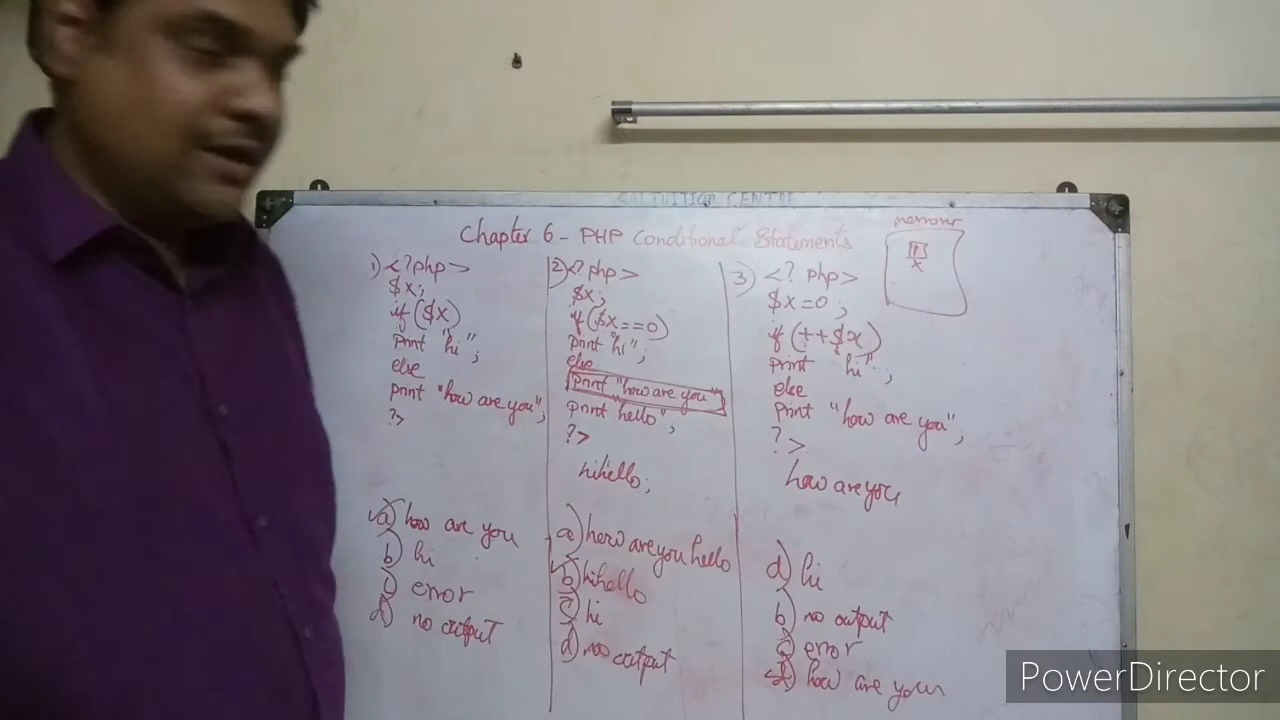 SAI TUITION CENTRE
Chapter 6 - PHP Conditional Statements
memory
x
1) <?php>
$x;
if ($x)
Print "hi";
else
print "how are you";
?>
a) how are you
b) hi
c) error
d) no output
2) <?php>
$x;
if ($x==0)
Print "hi";
else
Print "how are you"
print "hello";
?>
hihello;
a) how are you hello
b) hihello
c) hi
d) no output
3) <? php>
$x=0;
if (++$x)
print "hi";
else
print "how are you";
?>
how are you
hi
b) no output
c) error
d) how are you
PowerDirector